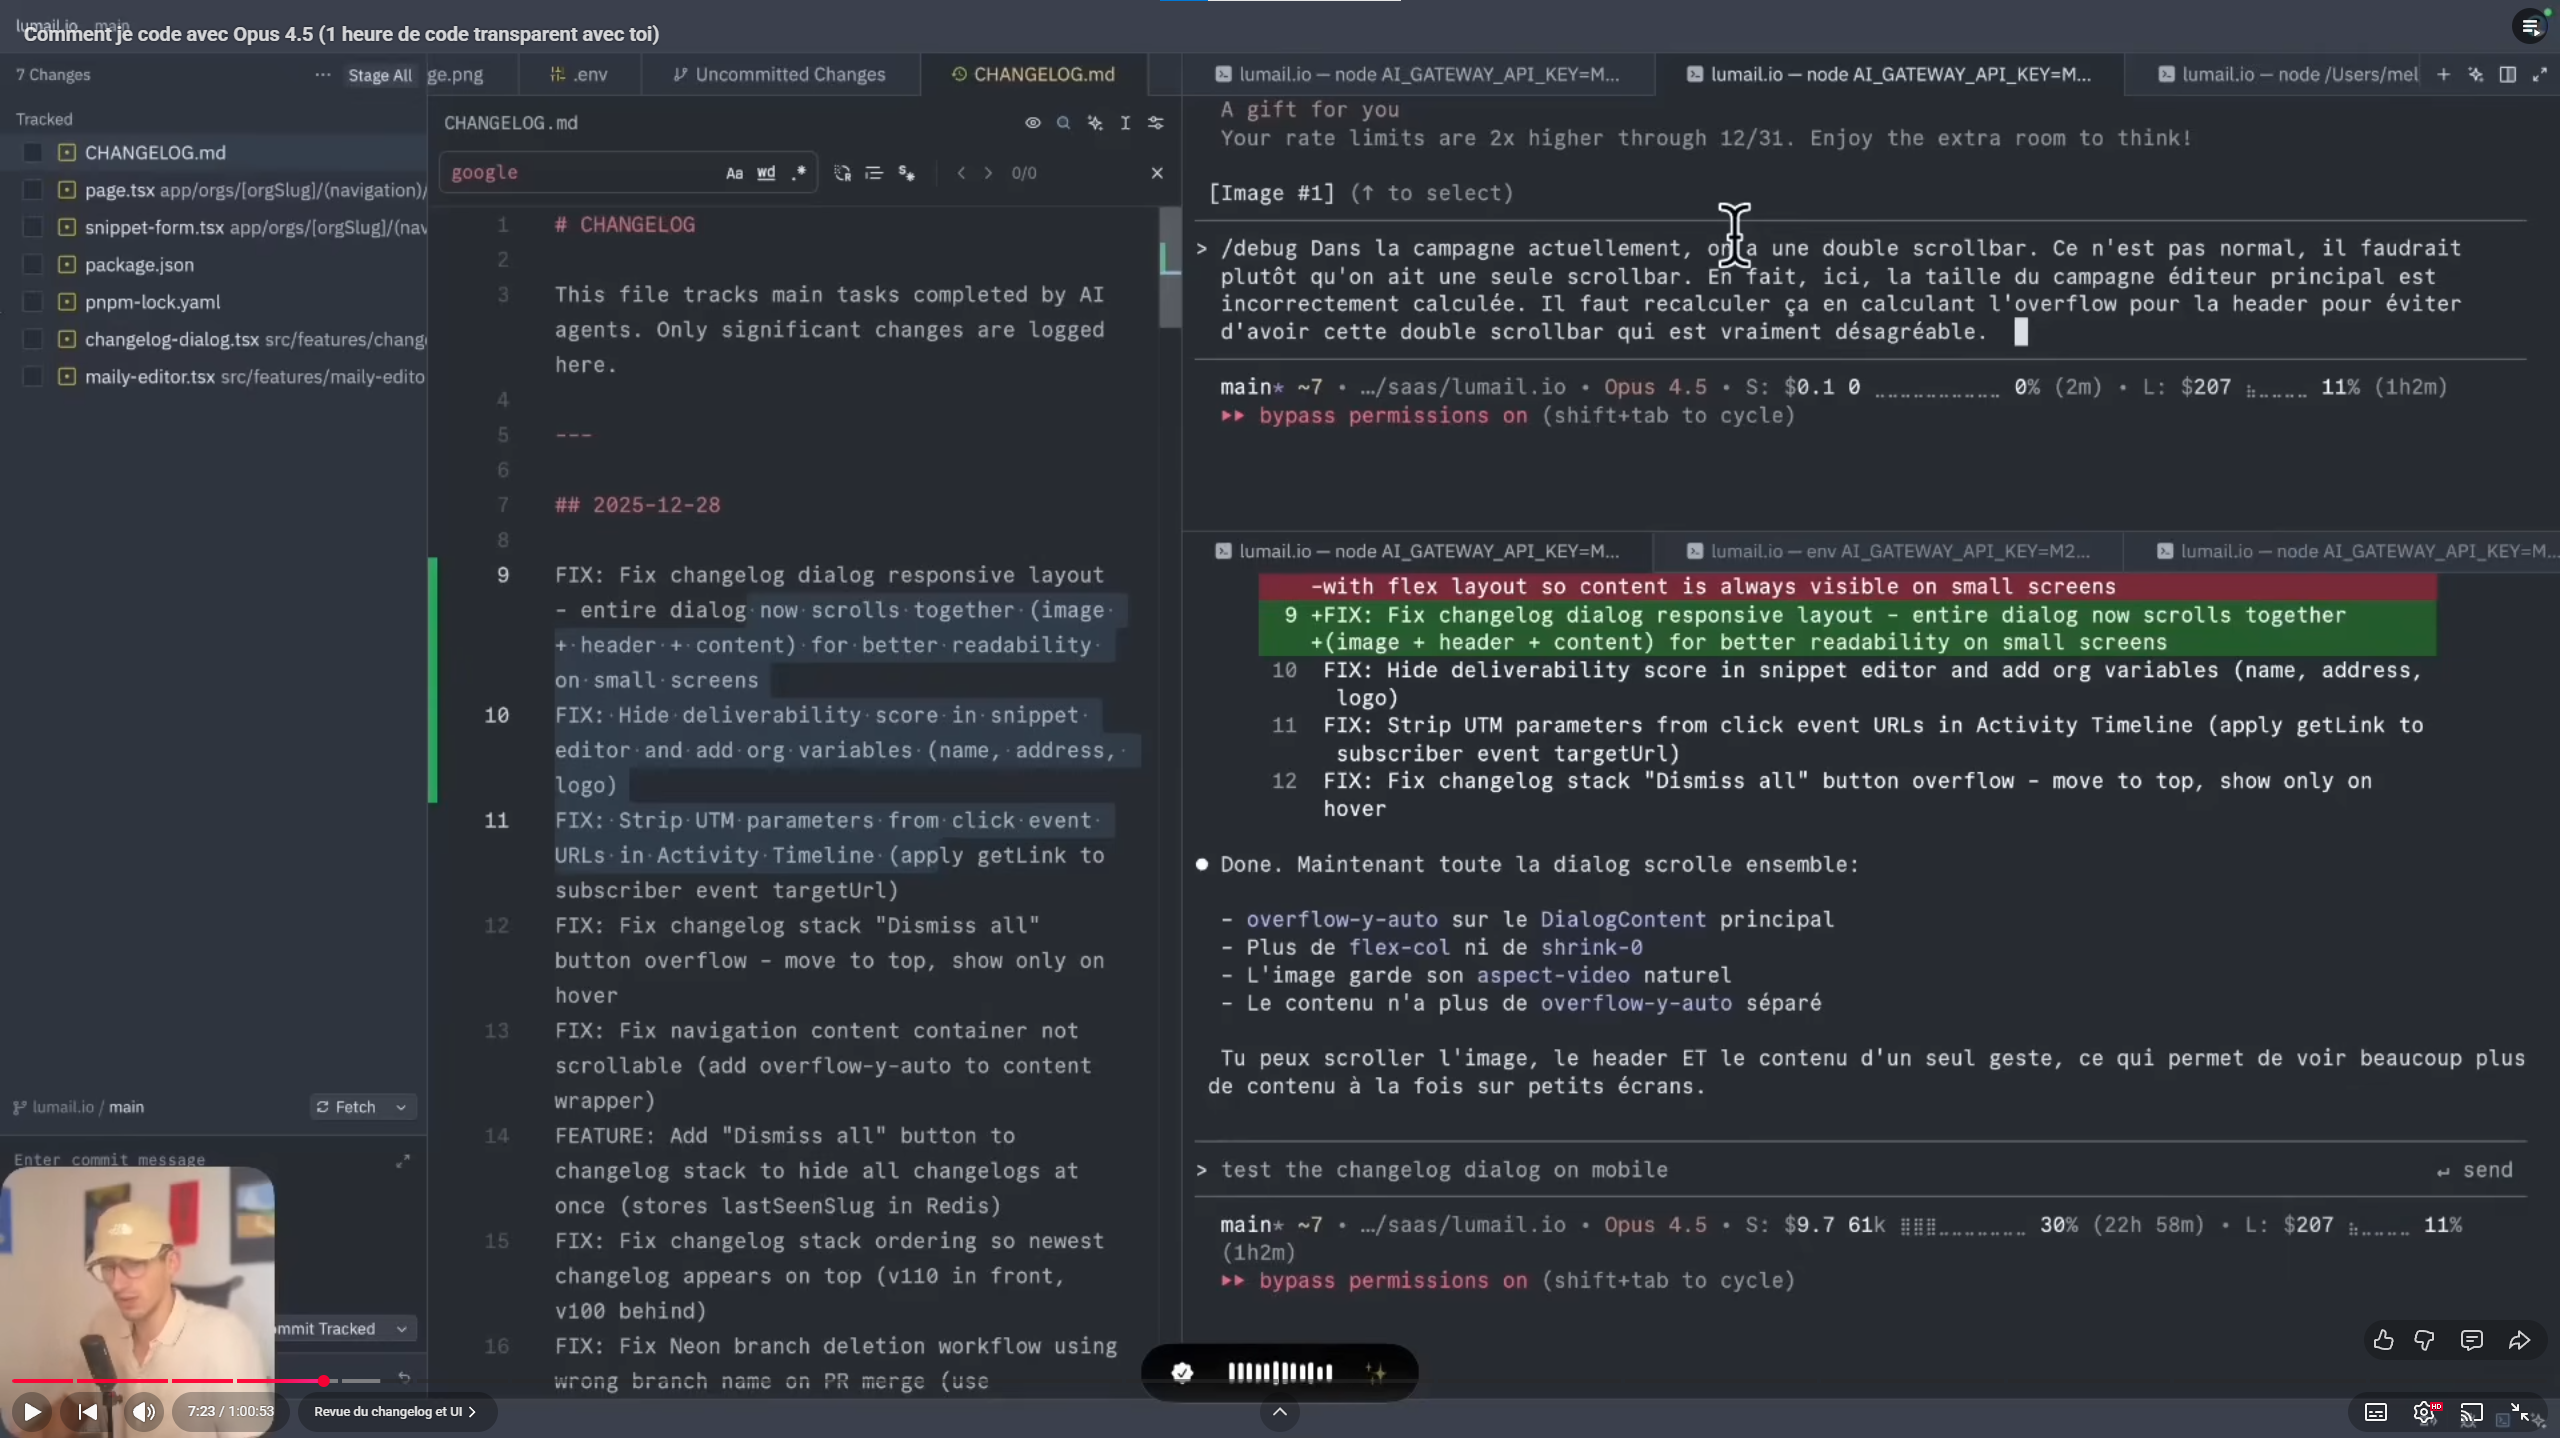 lumail.io main
Comment je code avec Opus 4.5 (1 heure de code transparent avec toi)
7 Changes
··· Stage All
Tracked
CHANGELOG.md
page.tsx app/orgs/[orgSlug]/(navigation)/
snippet-form.tsx app/orgs/[orgSlug]/(nav
package.json
pnpm-lock.yaml
changelog-dialog.tsx src/features/change
maily-editor.tsx src/features/maily-edito
lumail.io / main
Fetch
Enter commit message
ommit Tracked
ge.png
.env
Uncommitted Changes
CHANGELOG.md
CHANGELOG.md
google
Aa wd .*
0/0
1 # CHANGELOG
2
3 This file tracks main tasks completed by AI
agents. Only significant changes are logged
here.
4
5 ---
6
7 ## 2025-12-28
8
9 FIX: Fix changelog dialog responsive layout
- entire dialog now scrolls together (image
+ header + content) for better readability
on small screens
10 FIX: Hide deliverability score in snippet
editor and add org variables (name, address,
logo)
11 FIX: Strip UTM parameters from click event
URLs in Activity Timeline (apply getLink to
subscriber event targetUrl)
12 FIX: Fix changelog stack "Dismiss all"
button overflow - move to top, show only on
hover
13 FIX: Fix navigation content container not
scrollable (add overflow-y-auto to content
wrapper)
14 FEATURE: Add "Dismiss all" button to
changelog stack to hide all changelogs at
once (stores lastSeenSlug in Redis)
15 FIX: Fix changelog stack ordering so newest
changelog appears on top (v110 in front,
v100 behind)
16 FIX: Fix Neon branch deletion workflow using
wrong branch name on PR merge (use
lumail.io — node AI_GATEWAY_API_KEY=M...
lumail.io — node AI_GATEWAY_API_KEY=M...
lumail.io — node /Users/mel
A gift for you
Your rate limits are 2x higher through 12/31. Enjoy the extra room to think!
[Image #1] (↑ to select)
> /debug Dans la campagne actuellement, on a une double scrollbar. Ce n'est pas normal, il faudrait
plutôt qu'on ait une seule scrollbar. En fait, ici, la taille du campagne éditeur principal est
incorrectement calculée. Il faut recalculer ça en calculant l'overflow pour la header pour éviter
d'avoir cette double scrollbar qui est vraiment désagréable.
main* ~7 • …/saas/lumail.io • Opus 4.5 • S: $0.1 0 0% (2m) • L: $207 11% (1h2m)
▸▸ bypass permissions on (shift+tab to cycle)
lumail.io — node AI_GATEWAY_API_KEY=M...
lumail.io — env AI_GATEWAY_API_KEY=M2...
lumail.io — node AI_GATEWAY_API_KEY=M...
-with flex layout so content is always visible on small screens
9 +FIX: Fix changelog dialog responsive layout - entire dialog now scrolls together
+(image + header + content) for better readability on small screens
10 FIX: Hide deliverability score in snippet editor and add org variables (name, address,
logo)
11 FIX: Strip UTM parameters from click event URLs in Activity Timeline (apply getLink to
subscriber event targetUrl)
12 FIX: Fix changelog stack "Dismiss all" button overflow - move to top, show only on
hover
● Done. Maintenant toute la dialog scrolle ensemble:
- overflow-y-auto sur le DialogContent principal
- Plus de flex-col ni de shrink-0
- L'image garde son aspect-video naturel
- Le contenu n'a plus de overflow-y-auto séparé
Tu peux scroller l'image, le header ET le contenu d'un seul geste, ce qui permet de voir beaucoup plus
de contenu à la fois sur petits écrans.
> test the changelog dialog on mobile ↵ send
main* ~7 • …/saas/lumail.io • Opus 4.5 • S: $9.7 61k 30% (22h 58m) • L: $207 11%
(1h2m)
▸▸ bypass permissions on (shift+tab to cycle)
7:23 / 1:00:53
Revue du changelog et UI
HD